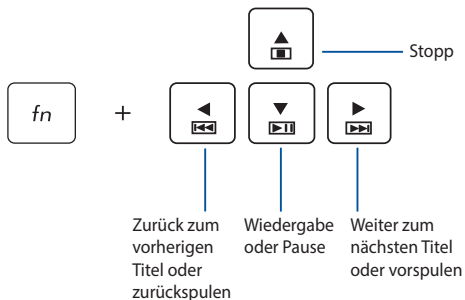 Stopp
fn
+
Zurück zum
vorherigen
Titel oder
zurückspulen
Wiedergabe
oder Pause
Weiter zum
nächsten Titel
oder vorspulen